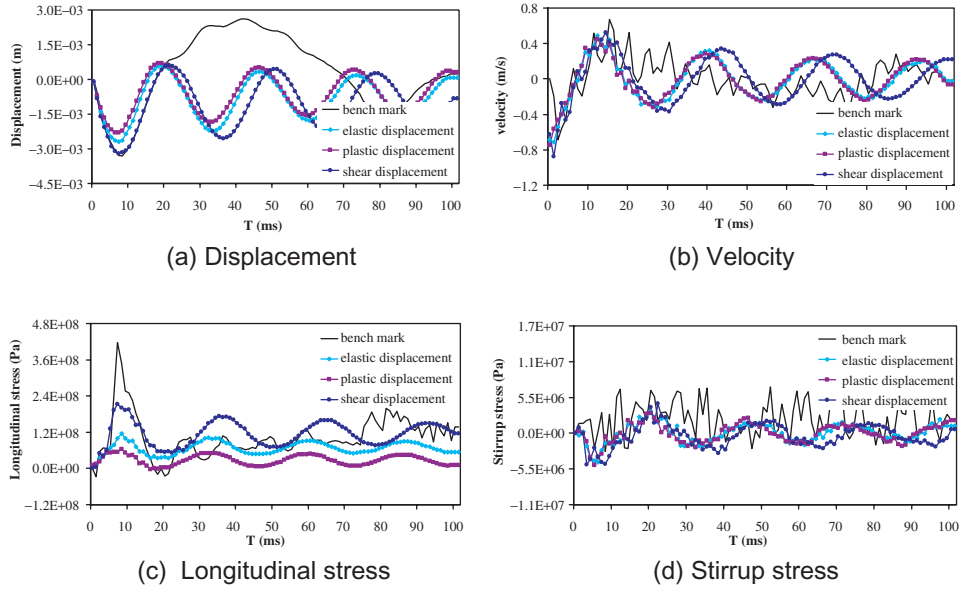 3.0E−03
1.5E−03
0.0E+00
−1.5E−03
−3.0E−03
−4.5E−03
Displacement (m)
bench mark
elastic displacement
plastic displacement
shear displacement
0 10 20 30 40 50 60 70 80 90 100
T (ms)
(a) Displacement
0.8
0.4
0
−0.4
−0.8
−1.2
velocity (m/s)
bench mark
elastic displacement
plastic displacement
shear displacement
0 10 20 30 40 50 60 70 80 90 100
T (ms)
(b) Velocity
4.8E+08
3.6E+08
2.4E+08
1.2E+08
0.0E+00
−1.2E+08
Longitudinal stress (Pa)
bench mark
elastic displacement
plastic displacement
shear displacement
0 10 20 30 40 50 60 70 80 90 100
T (ms)
(c) Longitudinal stress
1.7E+07
1.1E+07
5.5E+06
0.0E+00
−5.5E+06
−1.1E+07
Stirrup stress (Pa)
bench mark
elastic displacement
plastic displacement
shear displacement
0 10 20 30 40 50 60 70 80 90 100
T (ms)
(d) Stirrup stress